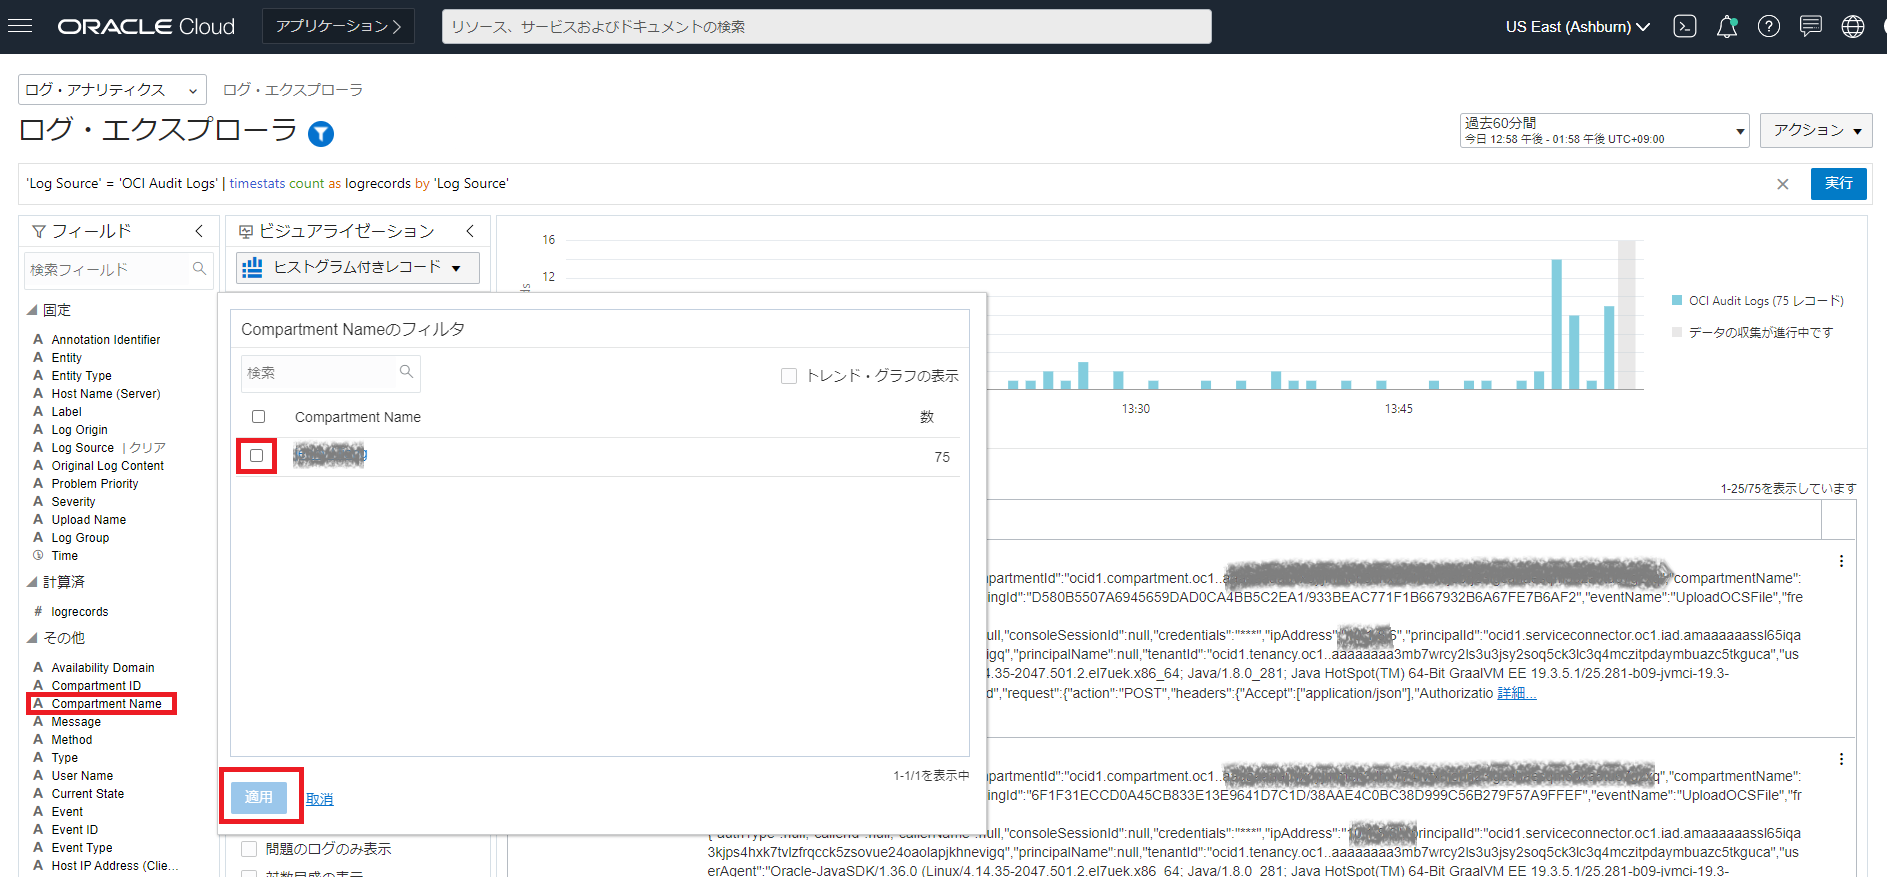 ORACLE Cloud
アプリケーション
リソース、サービスおよびドキュメントの検索
US East (Ashburn)
ログ・アナリティクス
ログ・エクスプローラ
ログ・エクスプローラ
過去60分間
今日 12:58 午後 - 01:58 午後 UTC+09:00
アクション
'Log Source' = 'OCI Audit Logs' | timestats count as logrecords by 'Log Source'
実行
フィールド
検索フィールド
固定
Annotation Identifier
Entity
Entity Type
Host Name (Server)
Label
Log Origin
Log Source | クリア
Original Log Content
Problem Priority
Severity
Upload Name
Log Group
Time
計算済
# logrecords
その他
Availability Domain
Compartment ID
Compartment Name
Message
Method
Type
User Name
Current State
Event
Event ID
Event Type
Host IP Address (Clie...
ビジュアライゼーション
ヒストグラム付きレコード
Compartment Nameのフィルタ
検索
トレンド・グラフの表示
Compartment Name
数
75
1-1/1を表示中
適用
取消
問題のログのみ表示
16
12
13:30
13:45
OCI Audit Logs (75 レコード)
データの収集が進行中です
1-25/75を表示しています
partmentId":"ocid1.compartment.oc1..a
"compartmentName":
ingId":"D580B5507A6945659DAD0CA4BB5C2EA1/933BEAC771F1B667932B6A67FE7B6AF2","eventName":"UploadOCSFile","fre
ull,"consoleSessionId":null,"credentials":"***","ipAddress":
","principalId":"ocid1.serviceconnector.oc1.iad.amaaaaaassl65iqa
vigq","principalName":null,"tenantId":"ocid1.tenancy.oc1..aaaaaaaa3mb7wrcy2ls3u3jsy2soq5ck3lc3q4mczitpdaymbuazc5tkguca","us
4.35-2047.501.2.el7uek.x86_64; Java/1.8.0_281; Java HotSpot(TM) 64-Bit GraalVM EE 19.3.5.1/25.281-b09-jvmci-19.3-
d","request":{"action":"POST","headers":{"Accept":["application/json"],"Authorizatio 詳細...
partmentId":"ocid1.compartment.oc1..
"compartmentName":
ingId":"6F1F31ECCD0A45CB833E13E9641D7C1D/38AAE4C0BC38D999C56B279F57A9FFEF","eventName":"UploadOCSFile","fr
ull,"consoleSessionId":null,"credentials":"***","ipAddress":"
principalId":"ocid1.serviceconnector.oc1.iad.amaaaaaassl65iqa
3kjps4hxk7tvlzfrqcck5zsovue24oaolapjkhnevigq","principalName":null,"tenantId":"ocid1.tenancy.oc1..aaaaaaaa3mb7wrcy2ls3u3jsy2soq5ck3lc3q4mczitpdaymbuazc5tkguca","us
erAgent":"Oracle-JavaSDK/1.36.0 (Linux/4.14.35-2047.501.2.el7uek.x86_64; Java/1.8.0_281; Java HotSpot(TM) 64-Bit GraalVM EE 19.3.5.1/25.281-b09-jvmci-19.3-